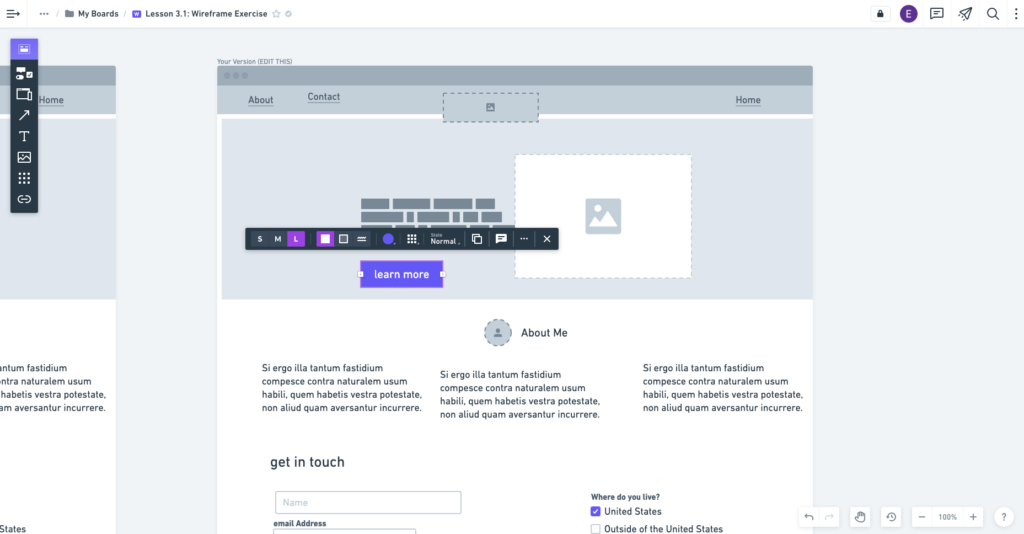 My Boards / Lesson 3.1: Wireframe Exercise
E
Your Version (EDIT THIS)
Home
About
Contact
Home
S M L
State
Normal
learn more
About Me
antum fastidium
ontra naturalem usum
habetis vestra potestate,
am aversantur incurrere.
Si ergo illa tantum fastidium
compesce contra naturalem usum
habili, quem habetis vestra potestate,
non aliud quam aversantur incurrere.
Si ergo illa tantum fastidium
compesce contra naturalem usum
habili, quem habetis vestra potestate,
non aliud quam aversantur incurrere.
Si ergo illa tantum fastidium
compesce contra naturalem usum
habili, quem habetis vestra potestate,
non aliud quam aversantur incurrere.
get in touch
Name
email Address
Where do you live?
United States
Outside of the United States
States
100%
?